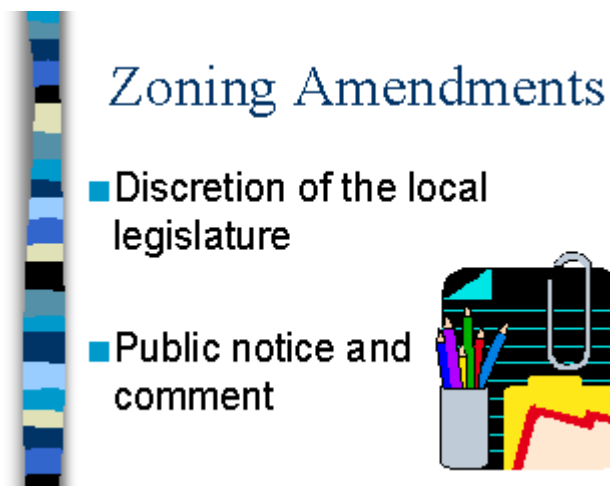 Zoning Amendments
Discretion of the local
legislature
Public notice and
comment